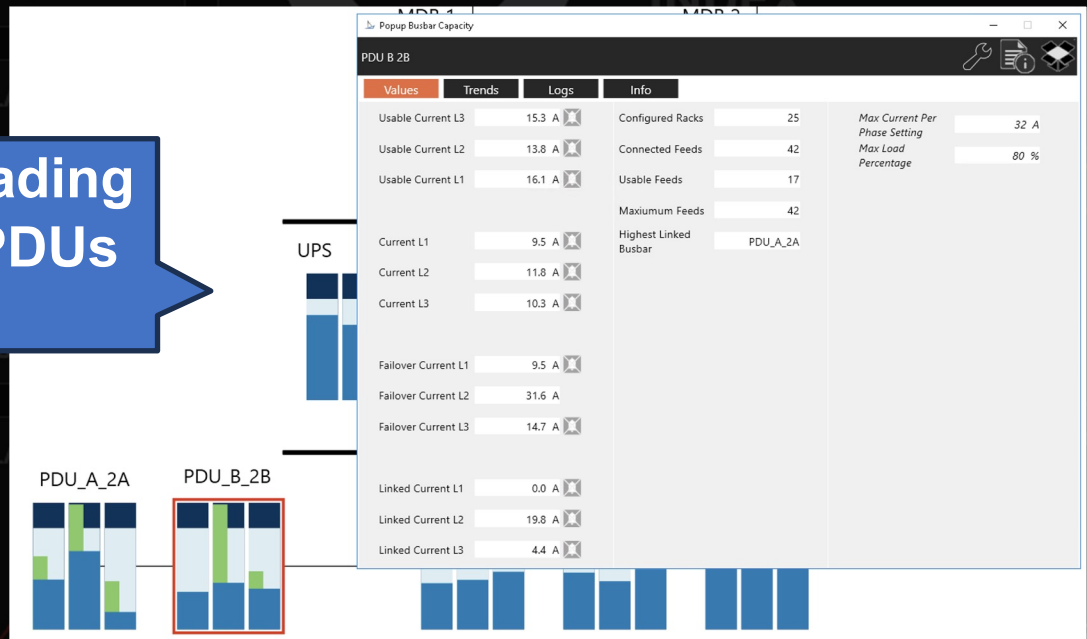 Popup Busbar Capacity
PDU B 2B
Values Trends Logs Info
Usable Current L3 15.3 A Configured Racks 25 Max Current Per
Phase Setting 32 A
Usable Current L2 13.8 A Connected Feeds 42 Max Load
Percentage 80 %
Usable Current L1 16.1 A Usable Feeds 17
Maxiumum Feeds 42
Current L1 9.5 A Highest Linked
Busbar PDU_A_2A
Current L2 11.8 A
Current L3 10.3 A
Failover Current L1 9.5 A
Failover Current L2 31.6 A
Failover Current L3 14.7 A
Linked Current L1 0.0 A
Linked Current L2 19.8 A
Linked Current L3 4.4 A
ading
PDUs
UPS
PDU_A_2A PDU_B_2B